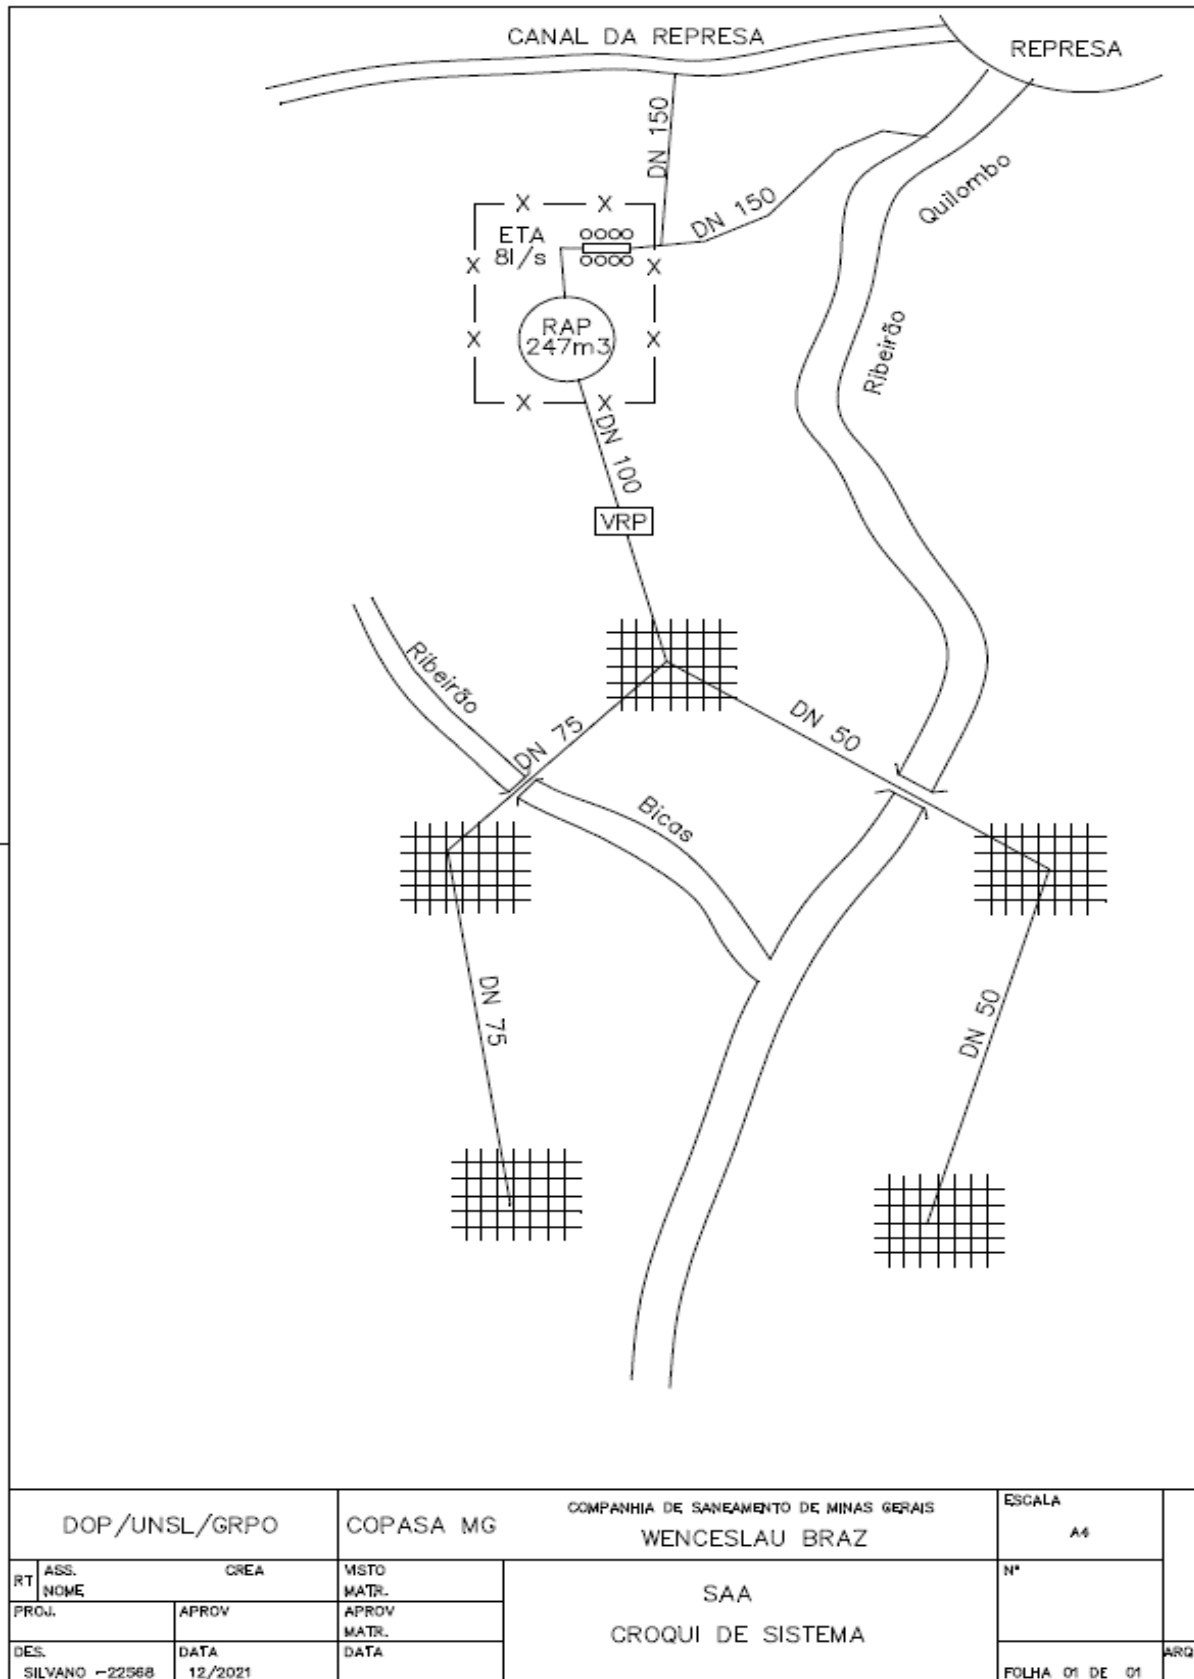 CANAL DA REPRESA
REPRESA
DN 150
DN 150
Quilombo
Ribeirão
X X
ETA
8l/s
OOOO
OOOO
X X
RAP
247m3
X X
X X
DN 100
VRP
Ribeirão
DN 75
DN 50
Bicas
DN 75
DN 50
DOP/UNSL/GRPO
COPASA MG
COMPANHIA DE SANEAMENTO DE MINAS GERAIS
WENCESLAU BRAZ
ESCALA
A4
RT
ASS. CREA
NOME
VISTO
MATR.
SAA
CROQUI DE SISTEMA
Nº
PROJ.
APROV
APROV
MATR.
DES.
SILVANO -22568
DATA
12/2021
DATA
FOLHA 01 DE 01
ARQ